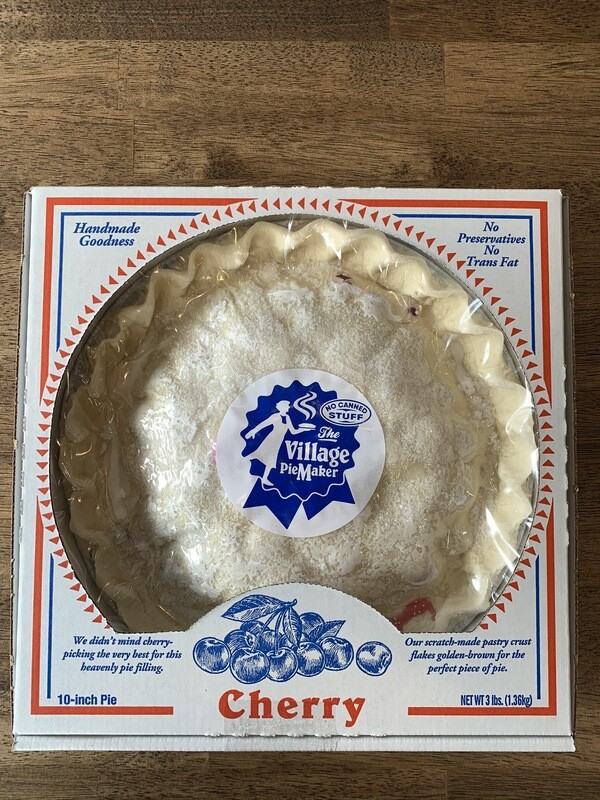 Handmade
Goodness
No
Preservatives
No
Trans Fat
NO CANNED
STUFF
The
Village
PieMaker
We didn't mind cherry-
picking the very best for this
heavenly pie filling.
Our scratch-made pastry crust
flakes golden-brown for the
perfect piece of pie.
10-inch Pie
Cherry
NET WT 3 lbs. (1.36kg)